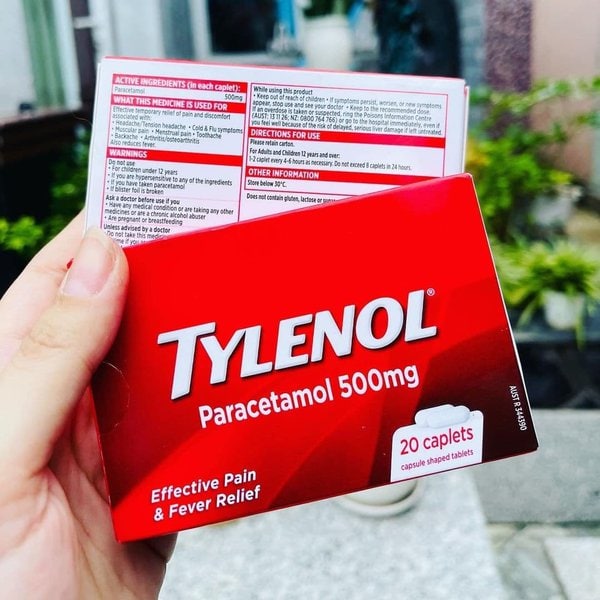 ACTIVE INGREDIENTS (in each caplet):
Paracetamol 500mg
WHAT THIS MEDICINE IS USED FOR
Effective temporary relief of pain and discomfort
associated with:
• Headache/Tension headache • Cold & Flu symptoms
• Muscular pain • Menstrual pain • Toothache
• Backache • Arthritis/osteoarthritis
Also reduces fever.
WARNINGS
Do not use
• For children under 12 years
• If you are hypersensitive to any of the ingredients
• If you have taken paracetamol
• If blister foil is broken
Ask a doctor before use if you
• Have any medical condition or are taking any other
medicines or are a chronic alcohol abuser
• Are pregnant or breastfeeding
Unless advised by a doctor
Do not take this
time if you
While using this product
• Keep out of reach of children • If symptoms persist, worsen, or new symptoms
appear, stop use and see your doctor • Keep to the recommended dose
If an overdose is taken or suspected, ring the Poisons Information Centre
(AUST: 13 11 26; NZ: 0800 764 766) or go to the hospital immediately, even if
you feel well because of the risk of delayed, serious liver damage if left untreated.
DIRECTIONS FOR USE
Please retain carton.
For Adults and Children 12 years and over:
1-2 caplet every 4-6 hours as necessary. Do not exceed 8 caplets in 24 hours.
OTHER INFORMATION
Store below 30°C.
Does not contain gluten, lactose or
TYLENOL®
Paracetamol 500mg
20 caplets
capsule shaped tablets
Effective Pain
& Fever Relief
AUST R 34390